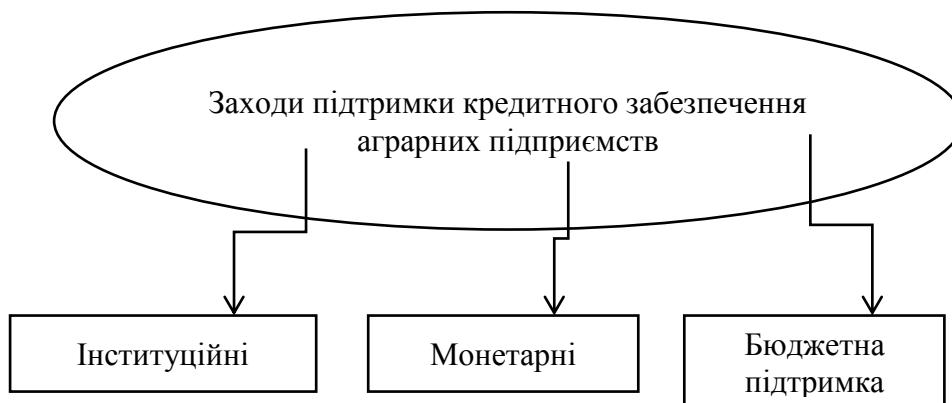 Заходи підтримки кредитного забезпечення
аграрних підприємств
Інституційні
Монетарні
Бюджетна
підтримка